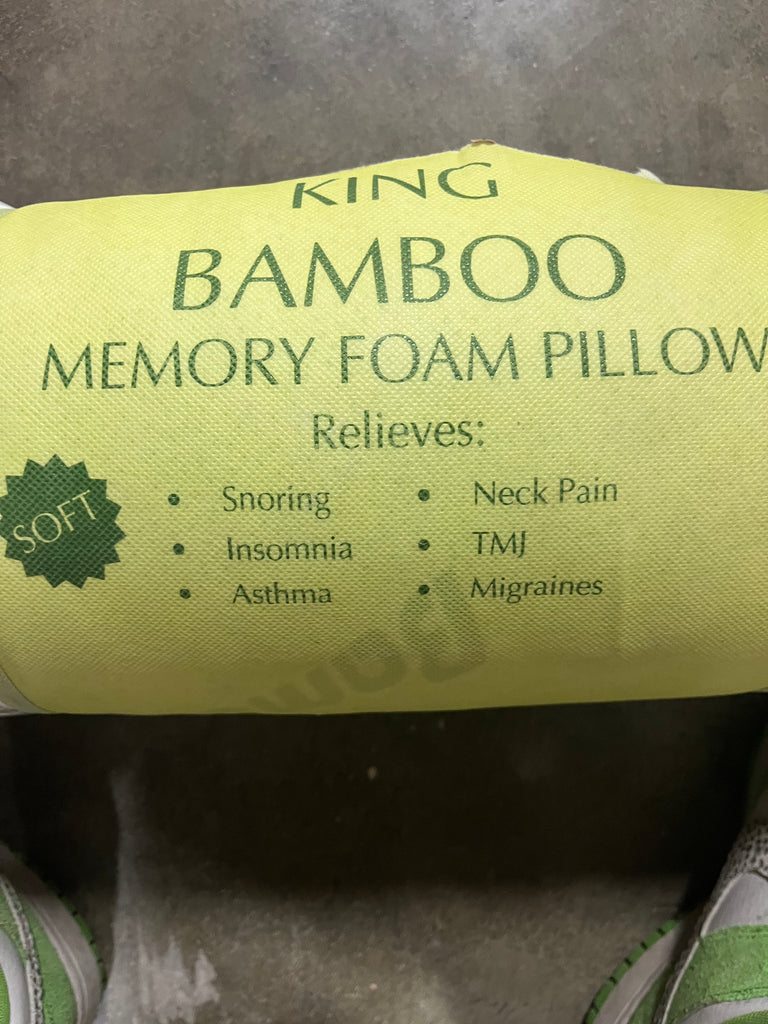 KING
BAMBOO
MEMORY FOAM PILLOW
Relieves:
SOFT
• Snoring
• Insomnia
• Asthma
• Neck Pain
• TMJ
• Migraines